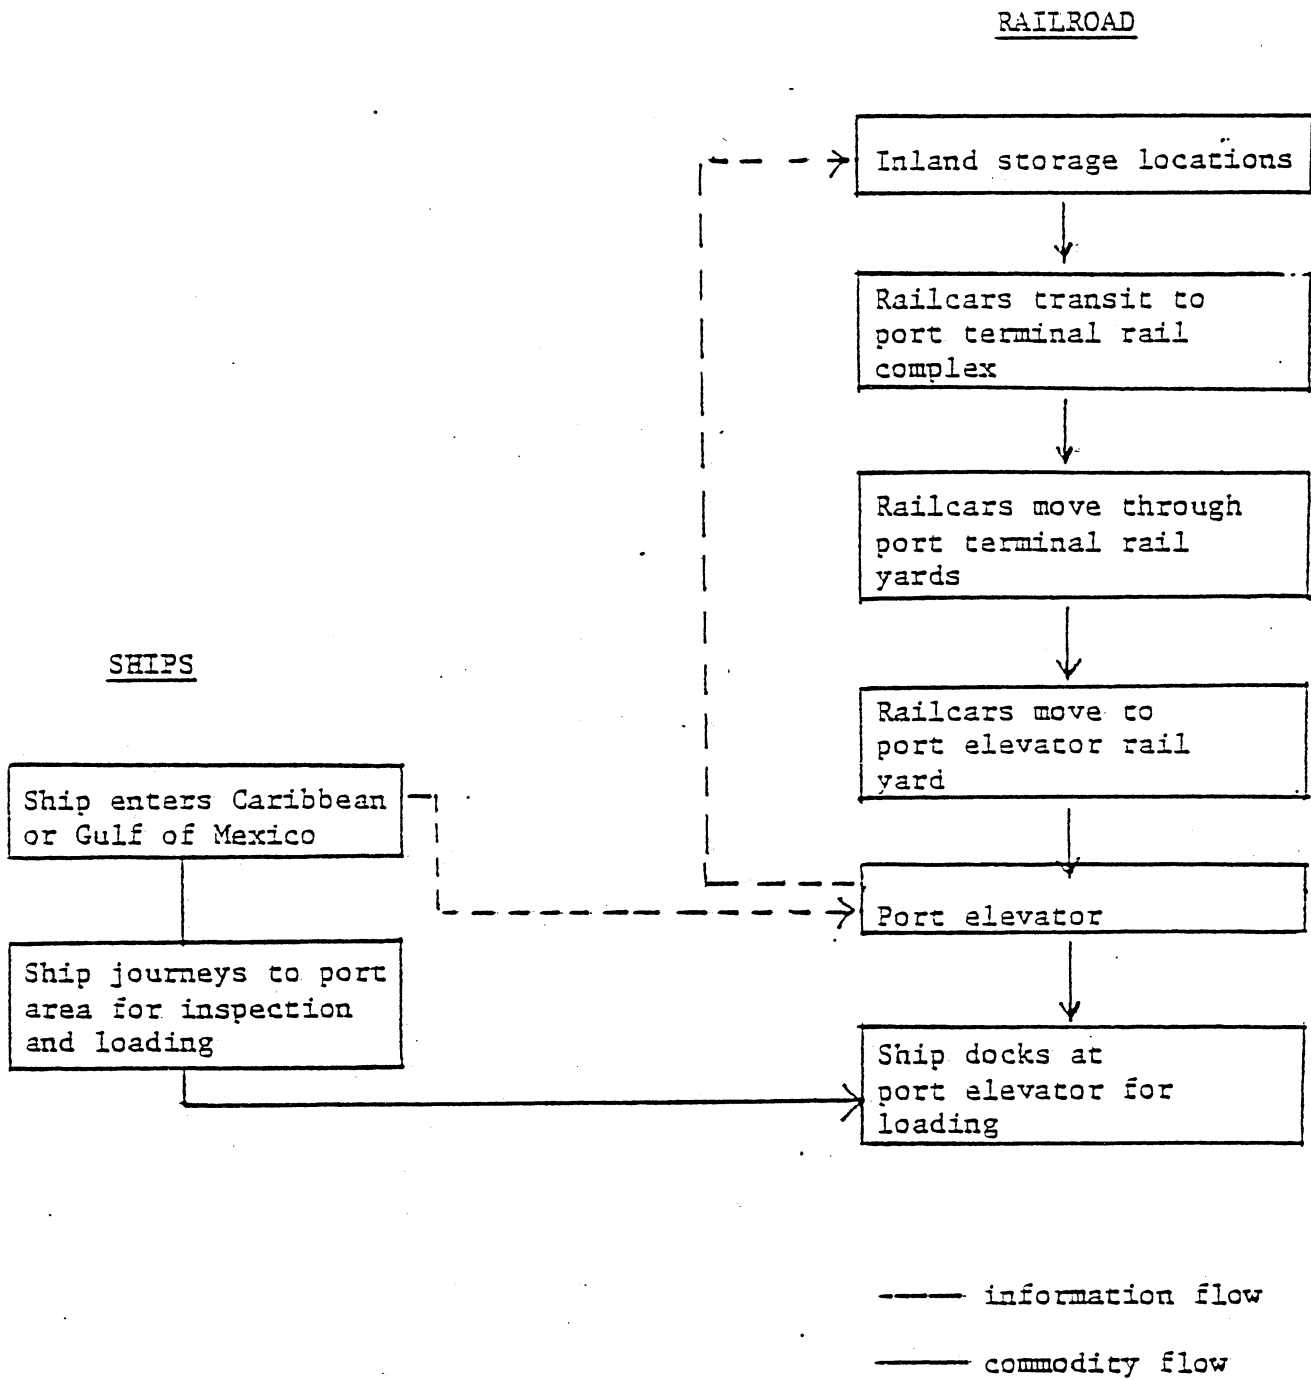 RAILROAD
Inland storage locations
Railcars transit to
port terminal rail
complex
Railcars move through
port terminal rail
yards
Railcars move to
port elevator rail
yard
Port elevator
Ship docks at
port elevator for
loading
SHIPS
Ship enters Caribbean
or Gulf of Mexico
Ship journeys to port
area for inspection
and loading
information flow
commodity flow